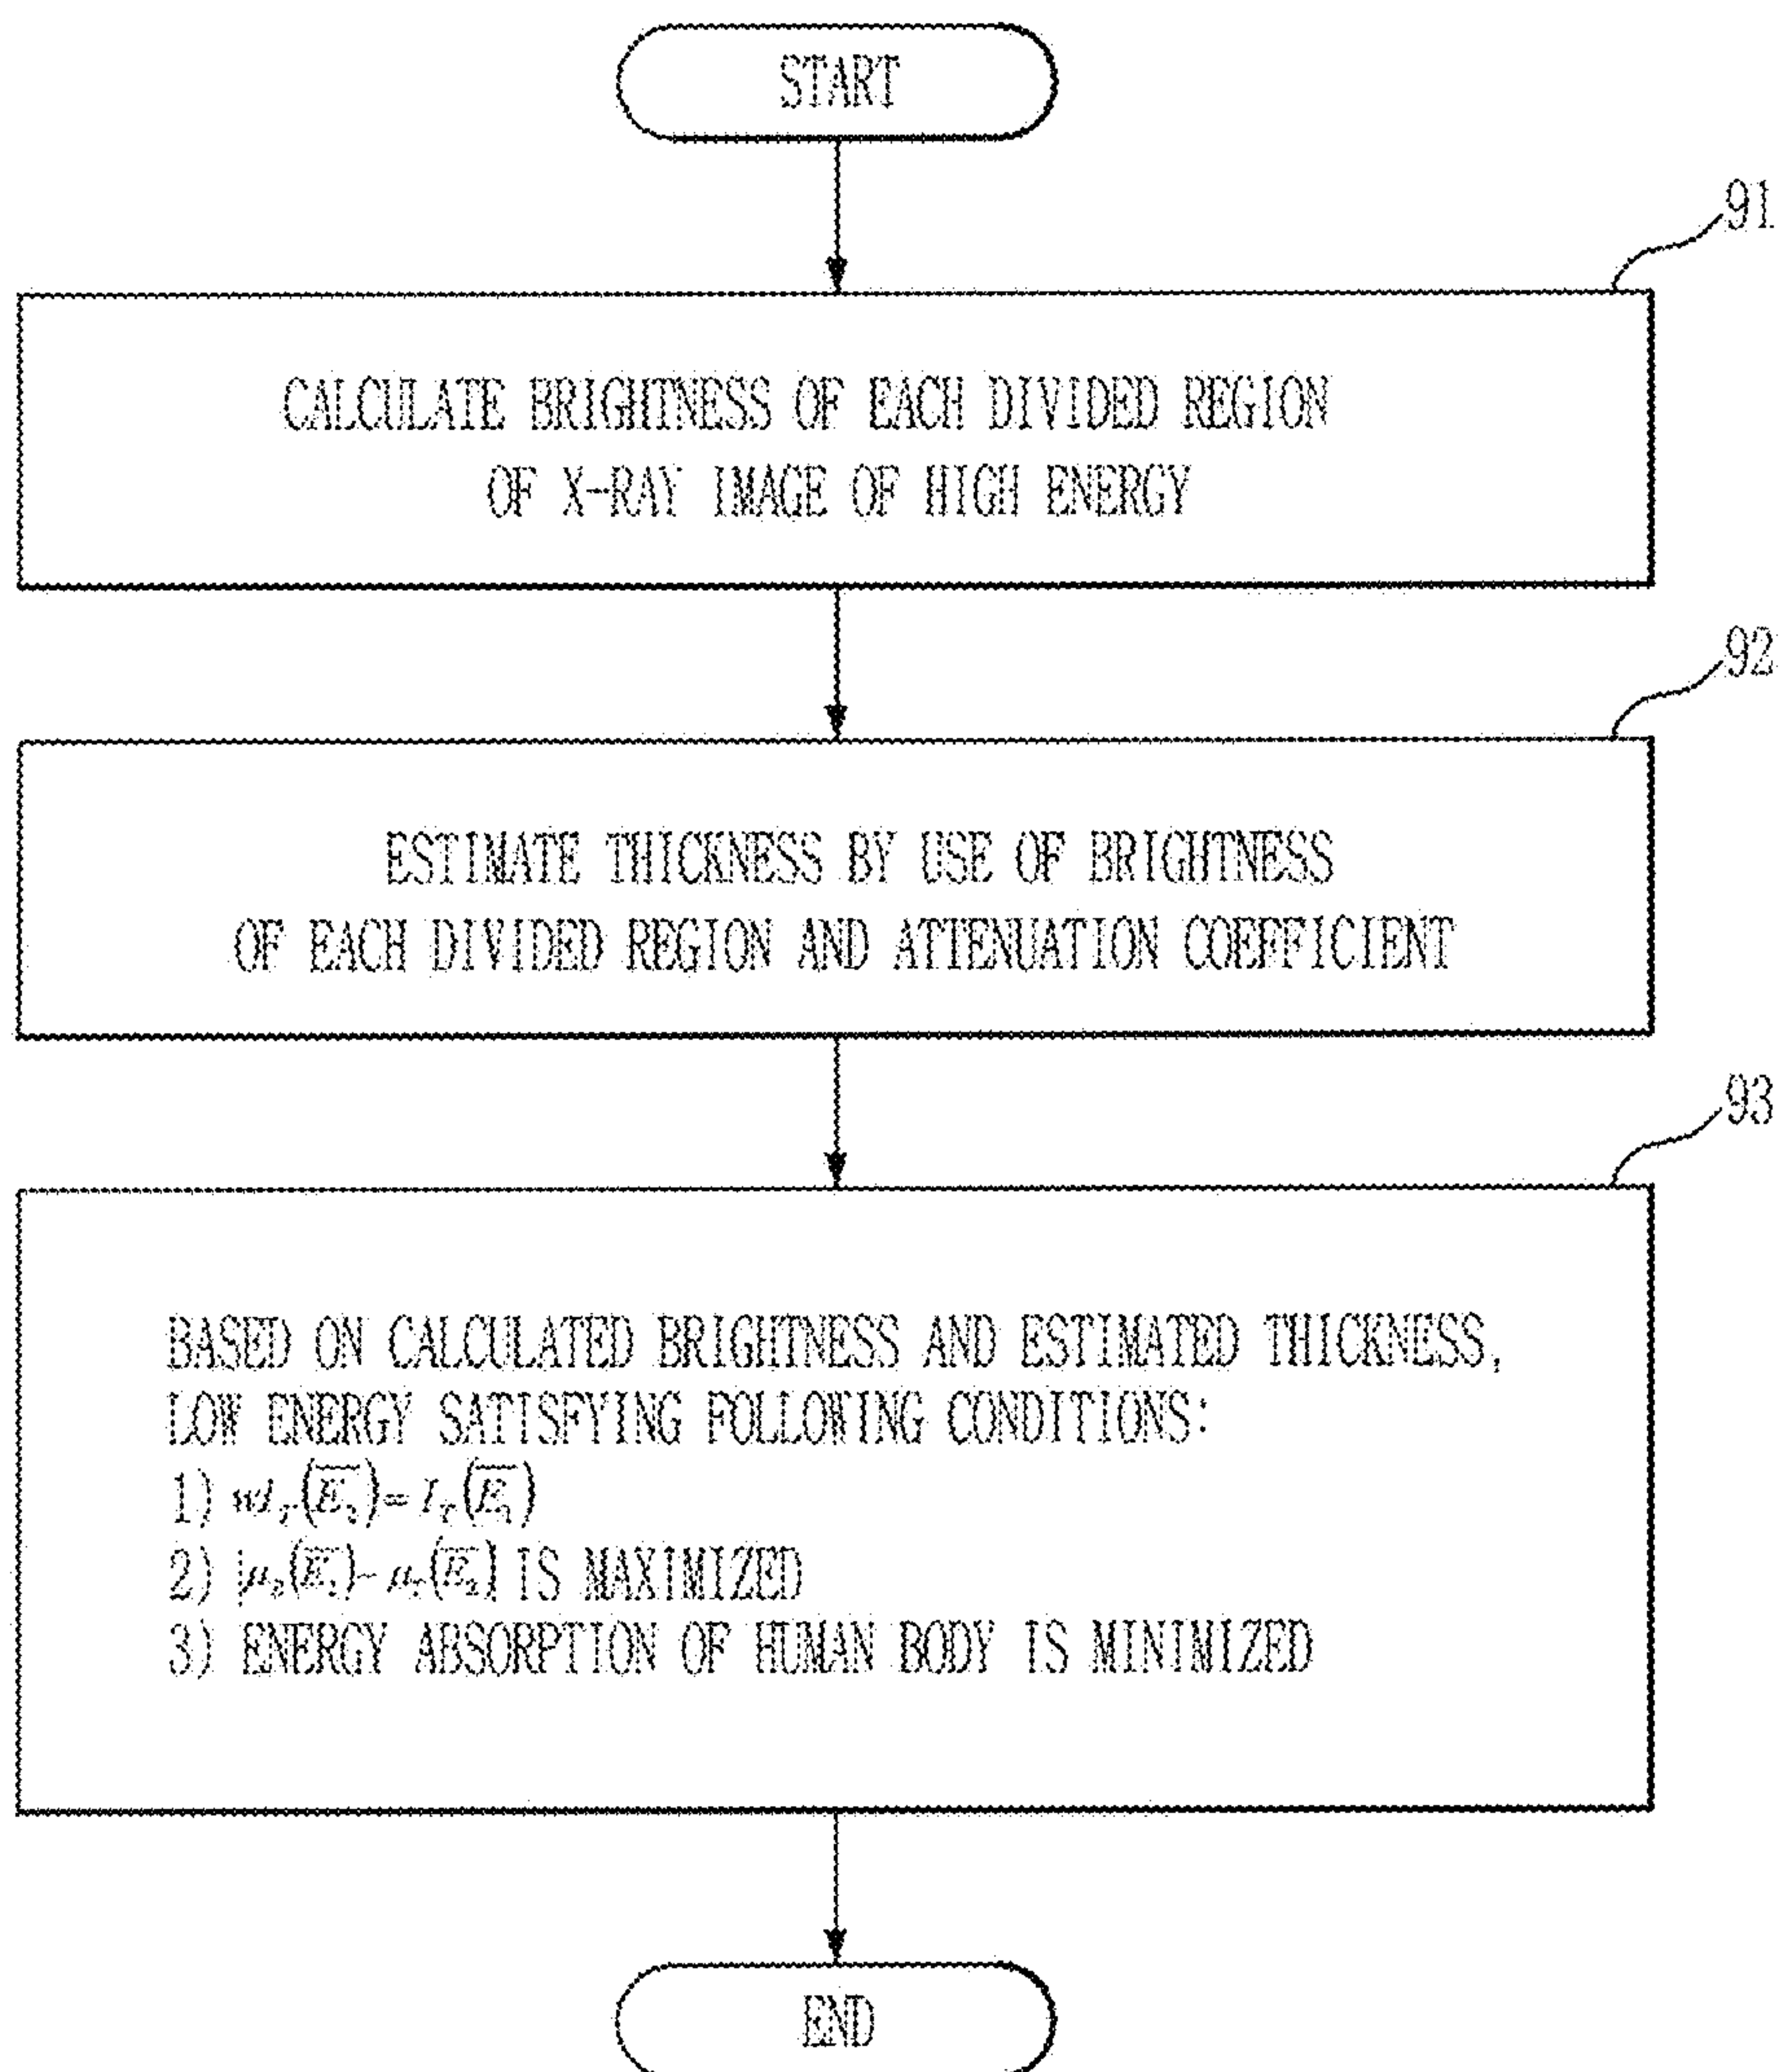 START
91
CALCULATE BRIGHTNESS OF EACH DIVIDED REGION
OF X-RAY IMAGE OF HIGH ENERGY
92
ESTIMATE THICKNESS BY USE OF BRIGHTNESS
OF EACH DIVIDED REGION AND ATTENUATION COEFFICIENT
93
BASED ON CALCULATED BRIGHTNESS AND ESTIMATED THICKNESS,
LOW ENERGY SATISFYING FOLLOWING CONDITIONS:
1)
2) IS MAXIMIZED
3) ENERGY ABSORPTION OF HUMAN BODY IS MINIMIZED
END